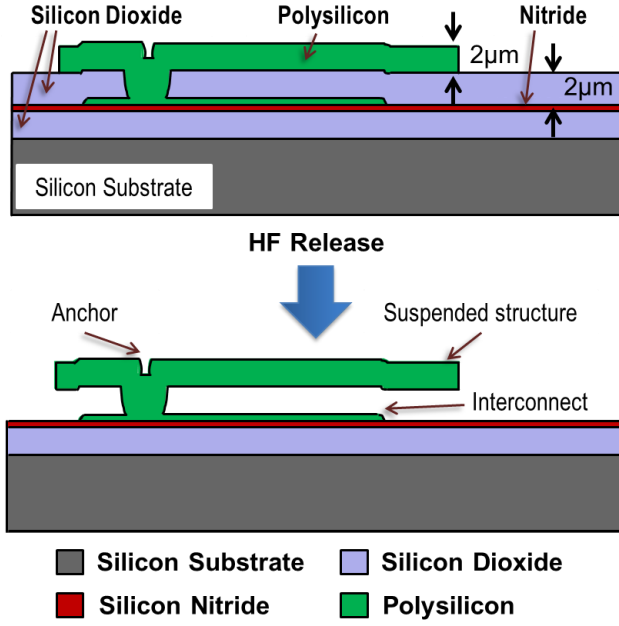 Silicon Dioxide Polysilicon Nitride
2μm
2μm
Silicon Substrate
HF Release
Anchor
Suspended structure
Interconnect
Silicon Substrate Silicon Dioxide
Silicon Nitride Polysilicon